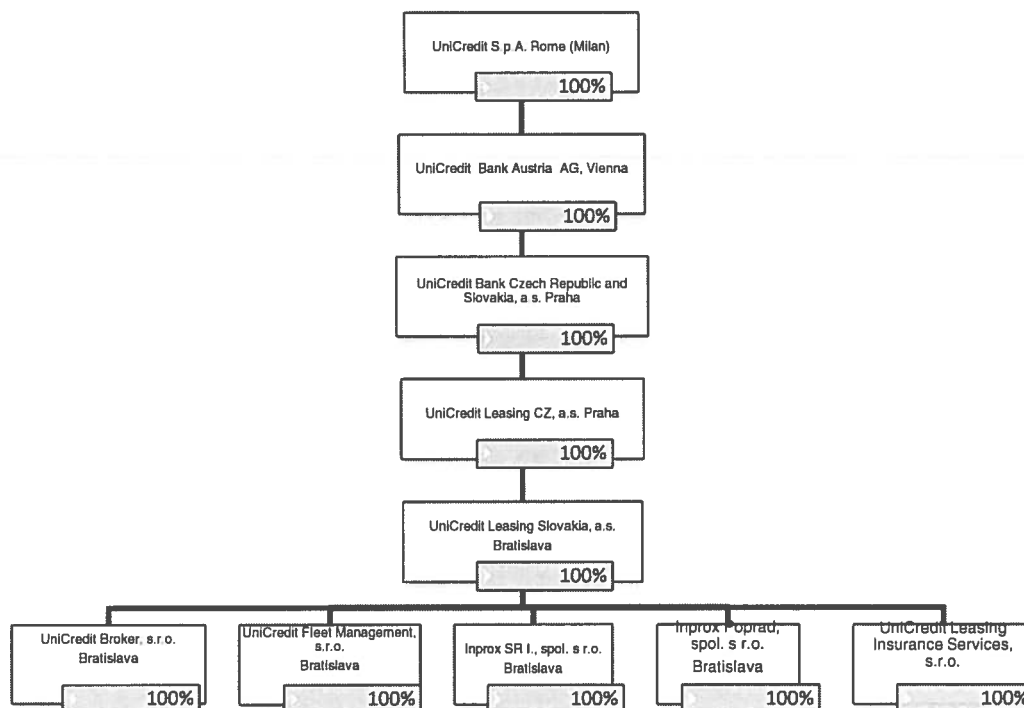 UniCredit S.p.A. Rome (Milan)
100%
UniCredit Bank Austria AG, Vienna
100%
UniCredit Bank Czech Republic and
Slovakia, a.s. Praha
100%
UniCredit Leasing CZ, a.s. Praha
100%
UniCredit Leasing Slovakia, a.s.
Bratislava
100%
UniCredit Broker, s.r.o.
Bratislava
100%
UniCredit Fleet Management,
s.r.o.
Bratislava
100%
Inprox SR I., spol. s r.o.
Bratislava
100%
Inprox Poprad,
spol. s r.o.
Bratislava
100%
UniCredit Leasing
Insurance Services,
s.r.o.
100%